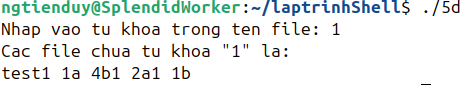 ngtienduy@SplendidWorker:~/laptrinhShell$ ./5d
Nhap vao tu khoa trong ten file: 1
Cac file chua tu khoa "1" la:
test1 1a 4b1 2a1 1b